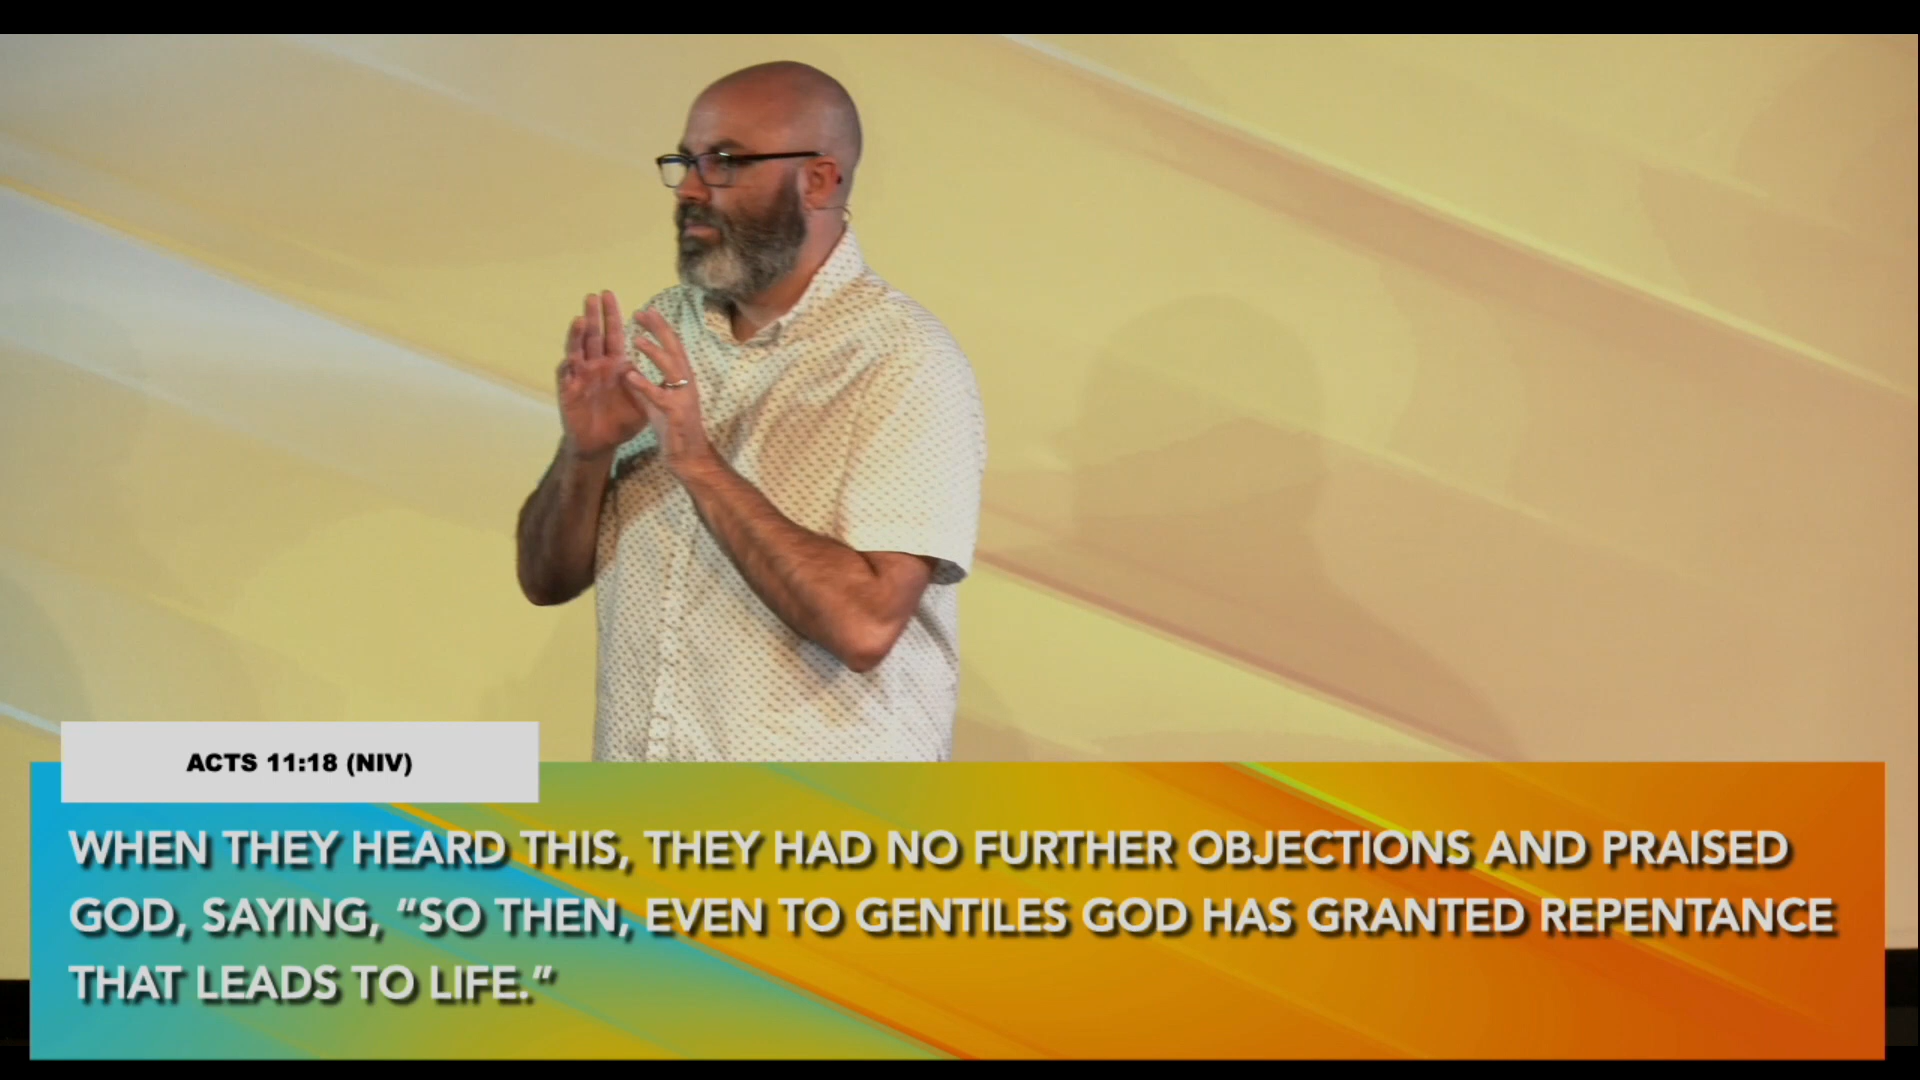 ACTS 11:18 (NIV)
WHEN THEY HEARD THIS, THEY HAD NO FURTHER OBJECTIONS AND PRAISED
GOD, SAYING, “SO THEN, EVEN TO GENTILES GOD HAS GRANTED REPENTANCE
THAT LEADS TO LIFE.”